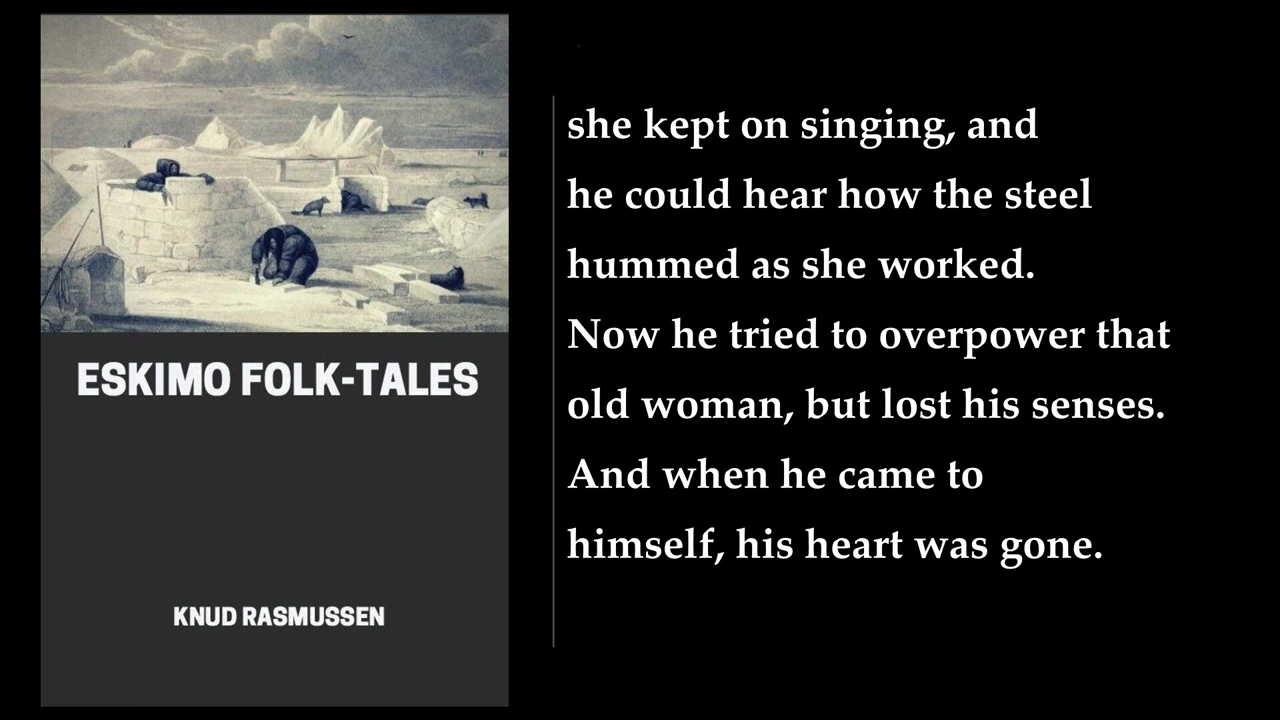 ESKIMO FOLK-TALES
KNUD RASMUSSEN
she kept on singing, and
he could hear how the steel
hummed as she worked.
Now he tried to overpower that
old woman, but lost his senses.
And when he came to
himself, his heart was gone.